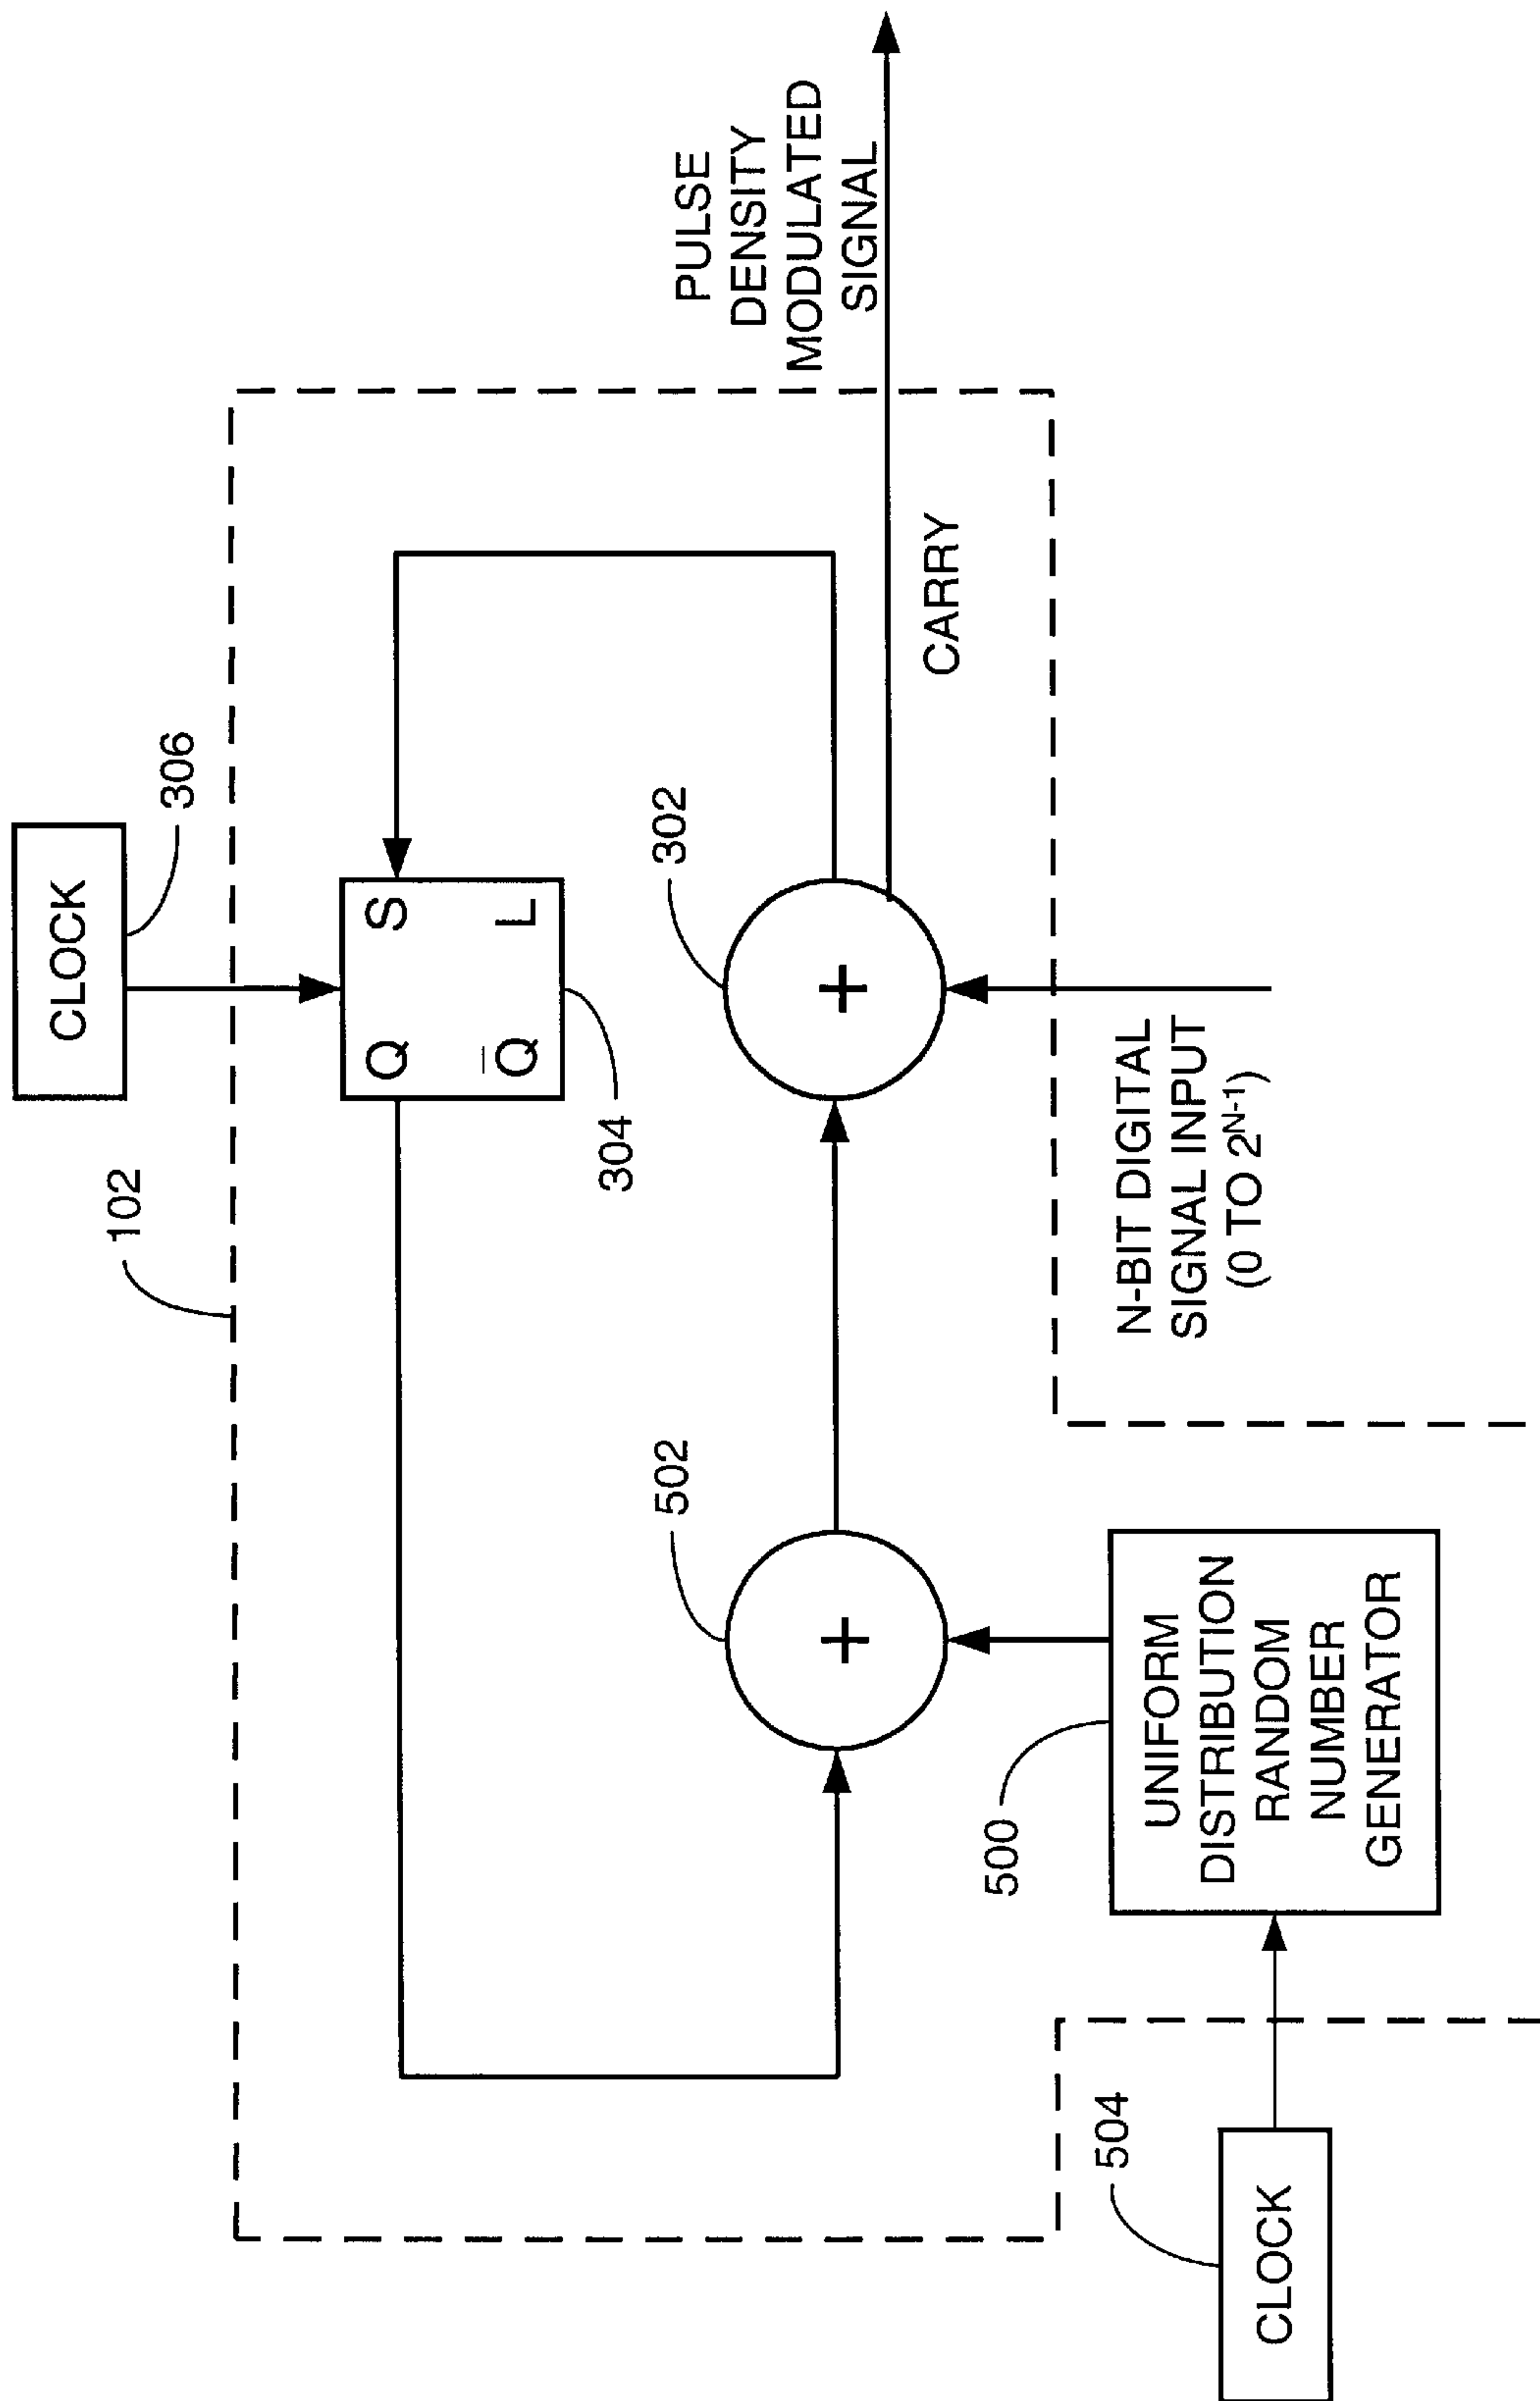 CLOCK
306
102
Q S
Q̅ L
304
302
502
PULSE
DENSITY
MODULATED
SIGNAL
+
+
CARRY
N-BIT DIGITAL
SIGNAL INPUT
(0 TO 2ᴺ⁻¹)
500
UNIFORM
DISTRIBUTION
RANDOM
NUMBER
GENERATOR
504
CLOCK